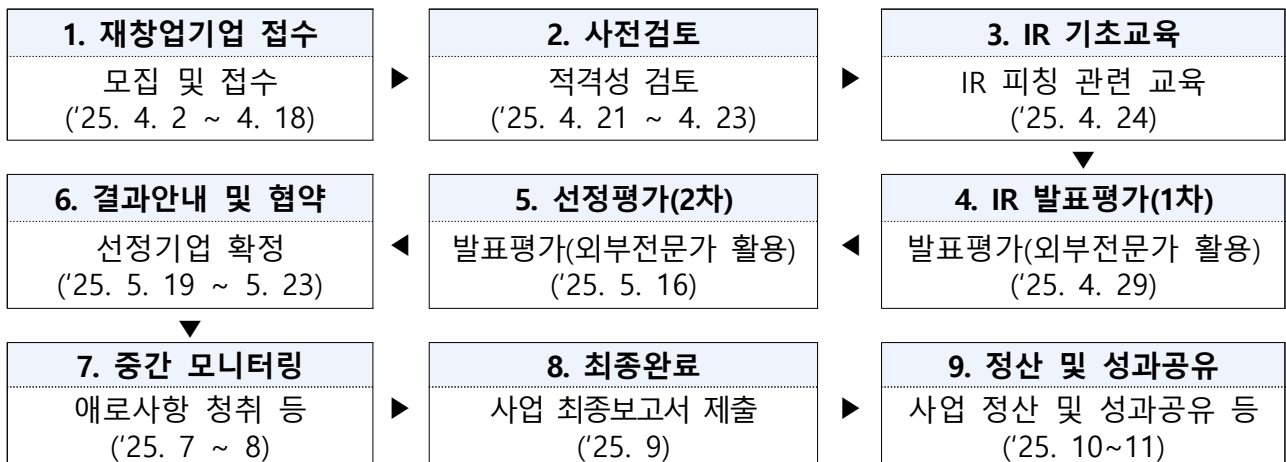 1. 재창업기업 접수
모집 및 접수
(‘25. 4. 2 ~ 4. 18)
▶
2. 사전검토
적격성 검토
(‘25. 4. 21 ~ 4. 23)
▶
3. IR 기초교육
IR 피칭 관련 교육
(‘25. 4. 24)
▼
4. IR 발표평가(1차)
발표평가(외부전문가 활용)
(‘25. 4. 29)
◀
5. 선정평가(2차)
발표평가(외부전문가 활용)
(‘25. 5. 16)
◀
6. 결과안내 및 협약
선정기업 확정
(‘25. 5. 19 ~ 5. 23)
▼
7. 중간 모니터링
애로사항 청취 등
(‘25. 7 ~ 8)
▶
8. 최종완료
사업 최종보고서 제출
(‘25. 9)
▶
9. 정산 및 성과공유
사업 정산 및 성과공유 등
(‘25. 10~11)